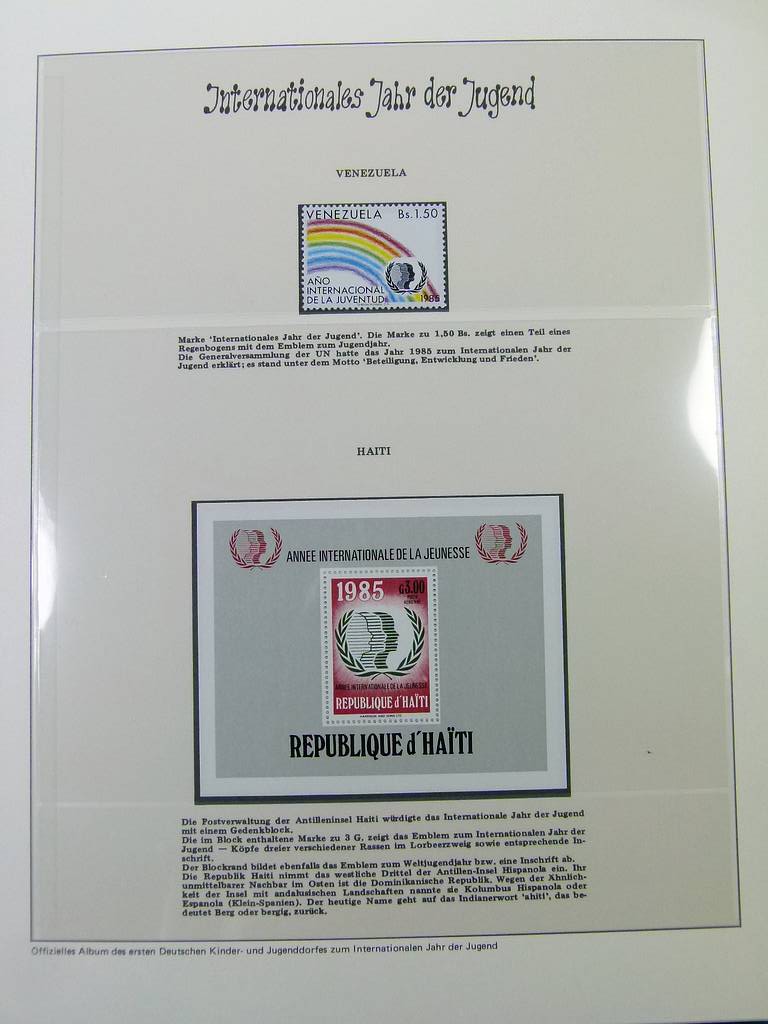 Internationales Jahr der Jugend
VENEZUELA
VENEZUELA Bs. 1.50
AÑO
INTERNACIONAL
DE LA JUVENTUD 1985
Marke 'Internationales Jahr der Jugend'. Die Marke zu 1,50 Bs. zeigt einen Teil eines
Regenbogens mit dem Emblem zum Jugendjahr.
Die Generalversammlung der UN hatte das Jahr 1985 zum Internationalen Jahr der
Jugend erklärt; es stand unter dem Motto 'Beteiligung, Entwicklung und Frieden'.
HAITI
ANNEE INTERNATIONALE DE LA JEUNESSE
1985 G3.00
POSTE
AERIENNE
ANNEE INTERNATIONALE DE LA JEUNESSE
REPUBLIQUE d'HAÏTI
REPUBLIQUE d'HAÏTI
Die Postverwaltung der Antilleninsel Haiti würdigte das Internationale Jahr der Jugend
mit einem Gedenkblock.
Die im Block enthaltene Marke zu 3 G. zeigt das Emblem zum Internationalen Jahr der
Jugend — Köpfe dreier verschiedener Rassen im Lorbeerzweig sowie entsprechende In-
schrift.
Der Blockrand bildet ebenfalls das Emblem zum Weltjugendjahr bzw. eine Inschrift ab.
Die Republik Haiti nimmt das westliche Drittel der Antillen-Insel Hispanola ein. Ihr
unmittelbarer Nachbar im Osten ist die Dominikanische Republik. Wegen der Ähnlich-
keit der Insel mit andalusischen Landschaften nannte sie Kolumbus Hispanola oder
Espanola (Klein-Spanien). Der heutige Name geht auf das Indianerwort 'ahiti', das be-
deutet Berg oder bergig, zurück.
Offizielles Album des ersten Deutschen Kinder- und Jugenddorfes zum Internationalen Jahr der Jugend